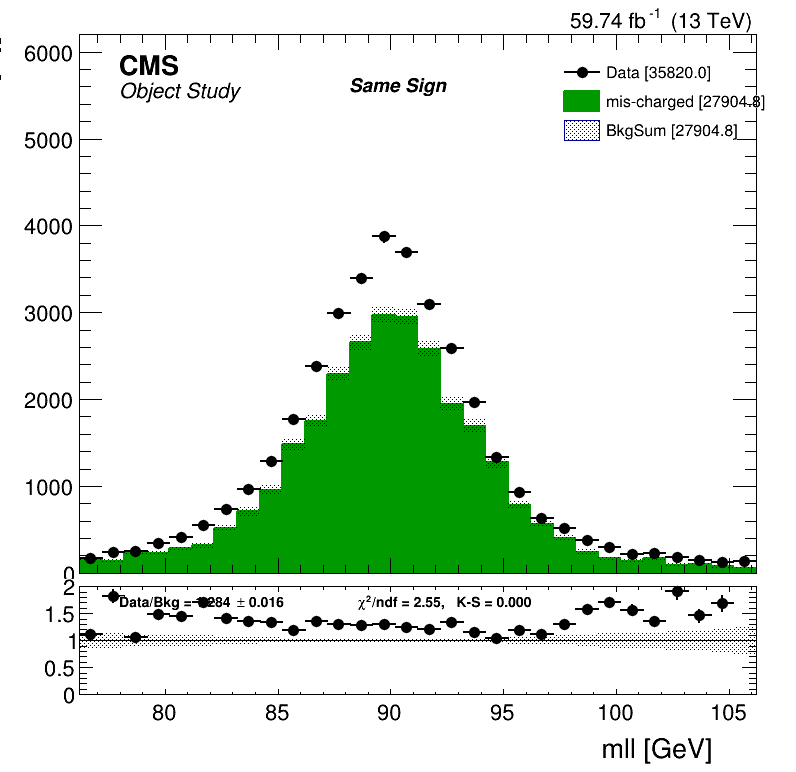 59.74 fb⁻¹ (13 TeV)
CMS
Object Study
Same Sign
Data [35820.0]
mis-charged [27904.8]
BkgSum [27904.8]
6000
5000
4000
3000
2000
1000
0
Data/Bkg = 1.284 ± 0.016
χ²/ndf = 2.55, K-S = 0.000
2
1.5
1
0.5
0
80 85 90 95 100 105
mll [GeV]